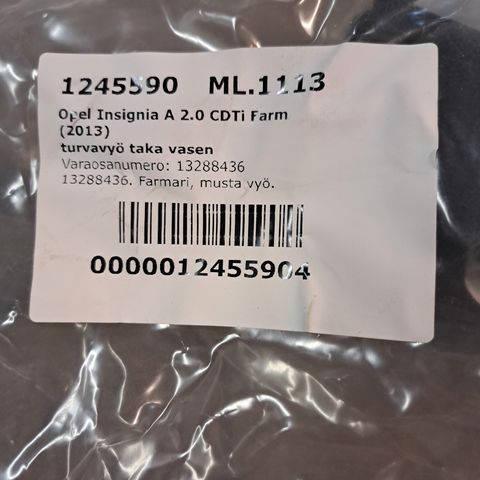 1245590 ML.1113
Opel Insignia A 2.0 CDTi Farm
(2013)
turvavyö taka vasen
Varaosanumero: 13288436
13288436. Farmari, musta vyö.
0000012455904